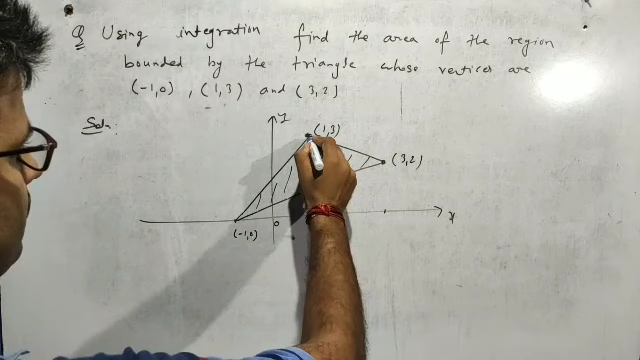 Q Using integration find the area of the region
bounded by the triangle whose vertices are
(-1,0), (1,3) and (3,2)
Soln:
y
(1,3)
(3,2)
x
(-1,0)
0